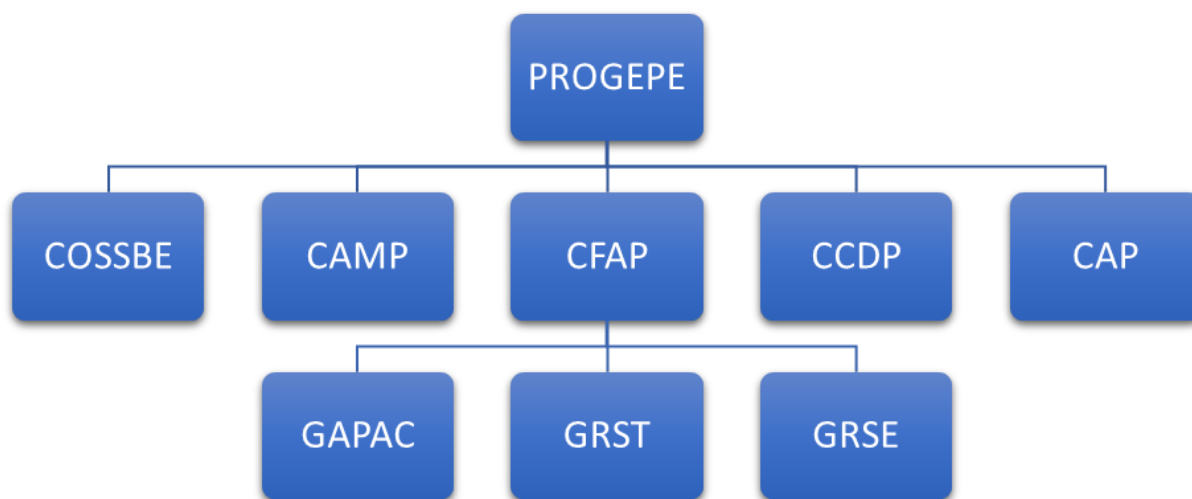 PROGEPE
COSSBE
CAMP
CFAP
CCDP
CAP
GAPAC
GRST
GRSE